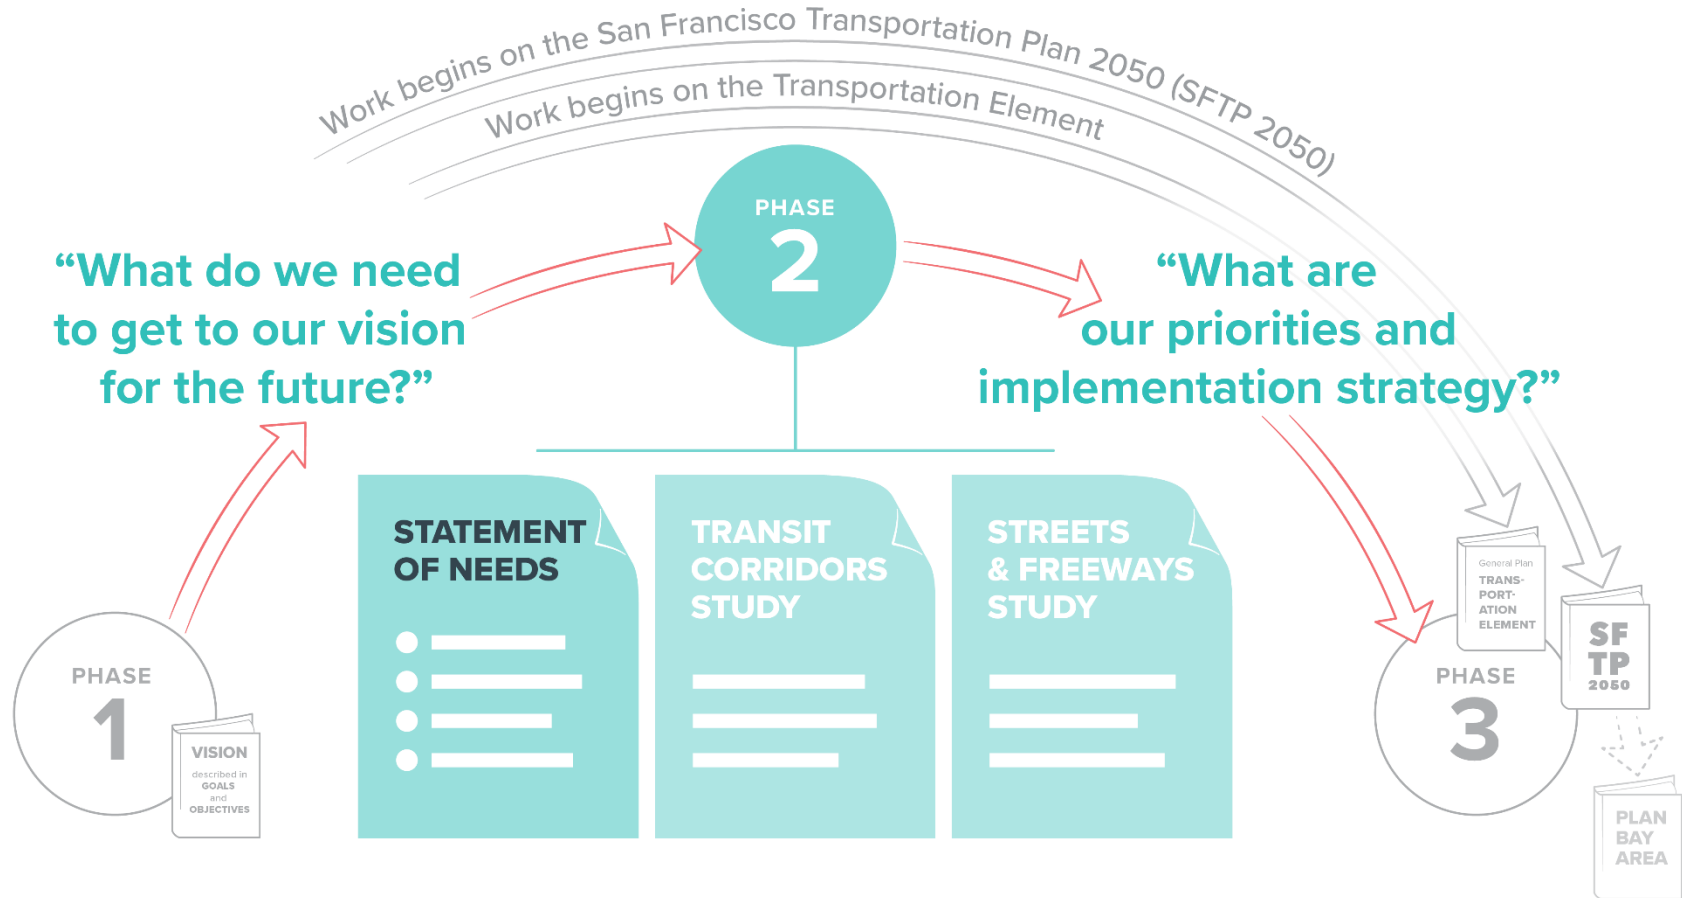 Work begins on the San Francisco Transportation Plan 2050 (SFTP 2050)
Work begins on the Transportation Element
PHASE
2
“What do we need
to get to our vision
for the future?”
“What are
our priorities and
implementation strategy?”
STATEMENT
OF NEEDS
TRANSIT
CORRIDORS
STUDY
STREETS
& FREEWAYS
STUDY
PHASE
1
VISION
described in
GOALS
and
OBJECTIVES
General Plan
TRANS-
PORT-
ATION
ELEMENT
SF
TP
2050
PHASE
3
PLAN
BAY
AREA